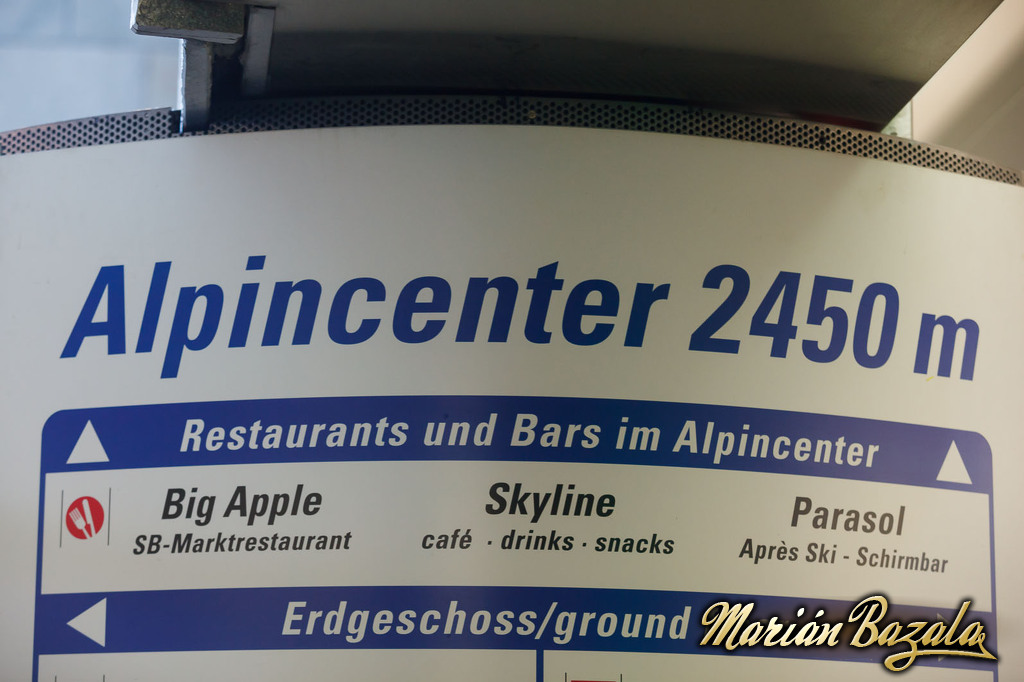 Alpincenter 2450 m
Restaurants und Bars im Alpincenter
Big Apple
SB-Marktrestaurant
Skyline
café · drinks · snacks
Parasol
Après Ski - Schirmbar
Erdgeschoss/ground
Marián Bazala